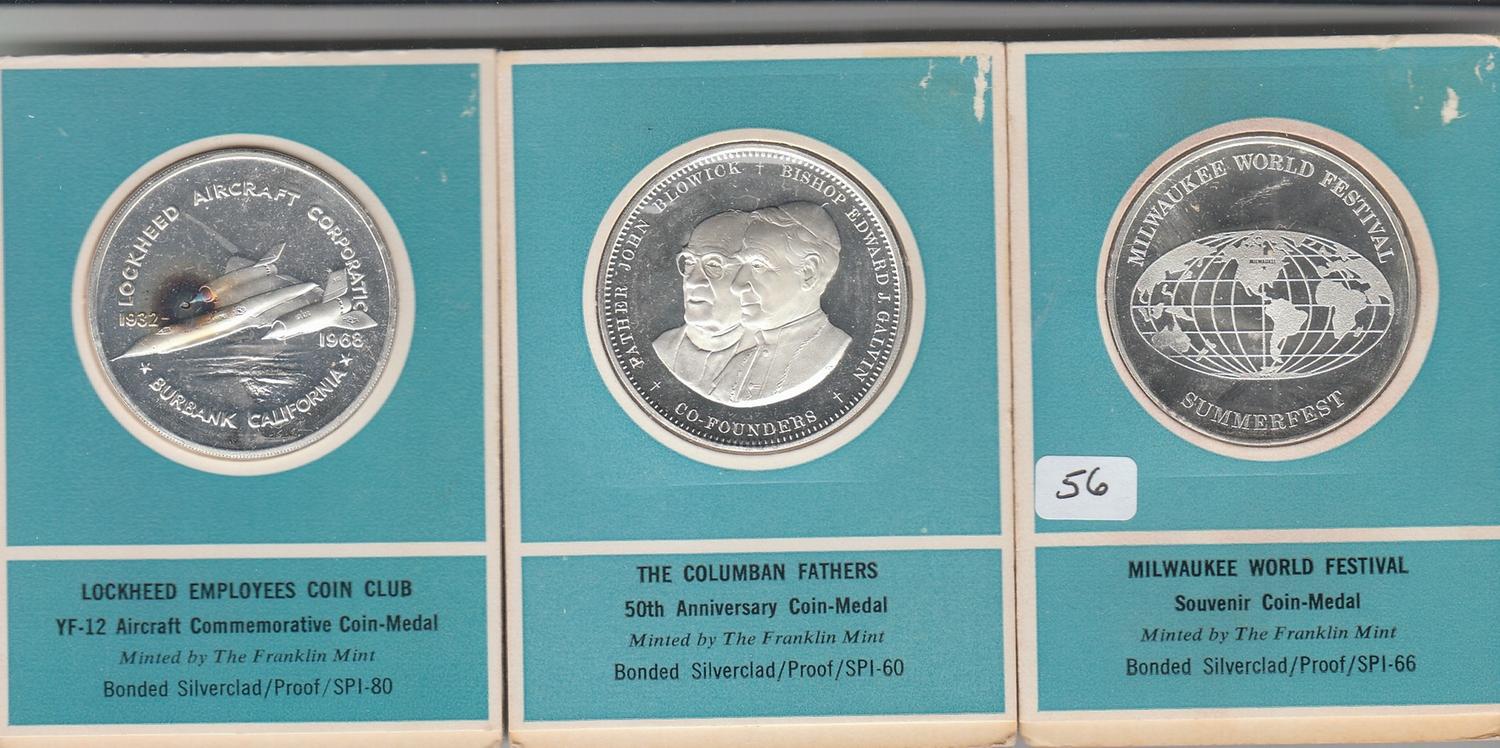 LOCKHEED AIRCRAFT CORPORATION
1932-
1968
★ BURBANK CALIFORNIA ★
LOCKHEED EMPLOYEES COIN CLUB
YF-12 Aircraft Commemorative Coin-Medal
Minted by The Franklin Mint
Bonded Silverclad/Proof/SPI-80
FATHER JOHN BLOWICK † BISHOP EDWARD J. GALVIN
† CO-FOUNDERS †
THE COLUMBAN FATHERS
50th Anniversary Coin-Medal
Minted by The Franklin Mint
Bonded Silverclad/Proof/SPI-60
MILWAUKEE WORLD FESTIVAL
MILWAUKEE
SUMMERFEST
56
MILWAUKEE WORLD FESTIVAL
Souvenir Coin-Medal
Minted by The Franklin Mint
Bonded Silverclad/Proof/SPI-66